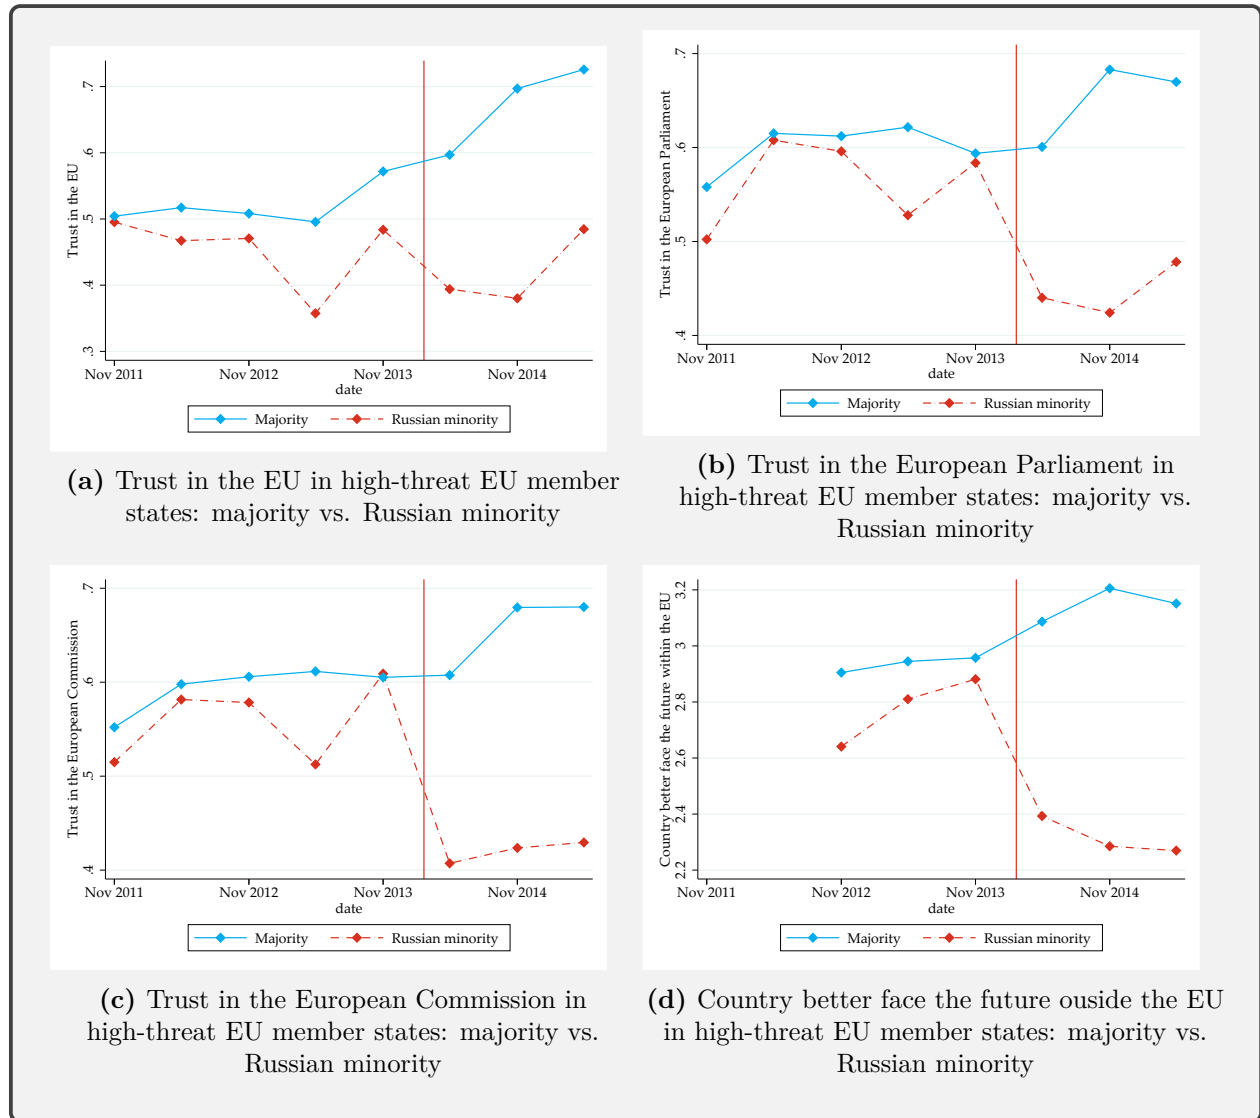 .7
.6
.5
.4
.3
Trust in the EU
Nov 2011
Nov 2012
Nov 2013
Nov 2014
date
Majority
Russian minority
(a) Trust in the EU in high-threat EU member
states: majority vs. Russian minority
.7
.6
.5
.4
Trust in the European Parliament
Nov 2011
Nov 2012
Nov 2013
Nov 2014
date
Majority
Russian minority
(b) Trust in the European Parliament in
high-threat EU member states: majority vs.
Russian minority
.7
.6
.5
.4
Trust in the European Commission
Nov 2011
Nov 2012
Nov 2013
Nov 2014
date
Majority
Russian minority
(c) Trust in the European Commission in
high-threat EU member states: majority vs.
Russian minority
3.2
3
2.8
2.6
2.4
2.2
Country better face the future within the EU
Nov 2011
Nov 2012
Nov 2013
Nov 2014
date
Majority
Russian minority
(d) Country better face the future ouside the EU
in high-threat EU member states: majority vs.
Russian minority